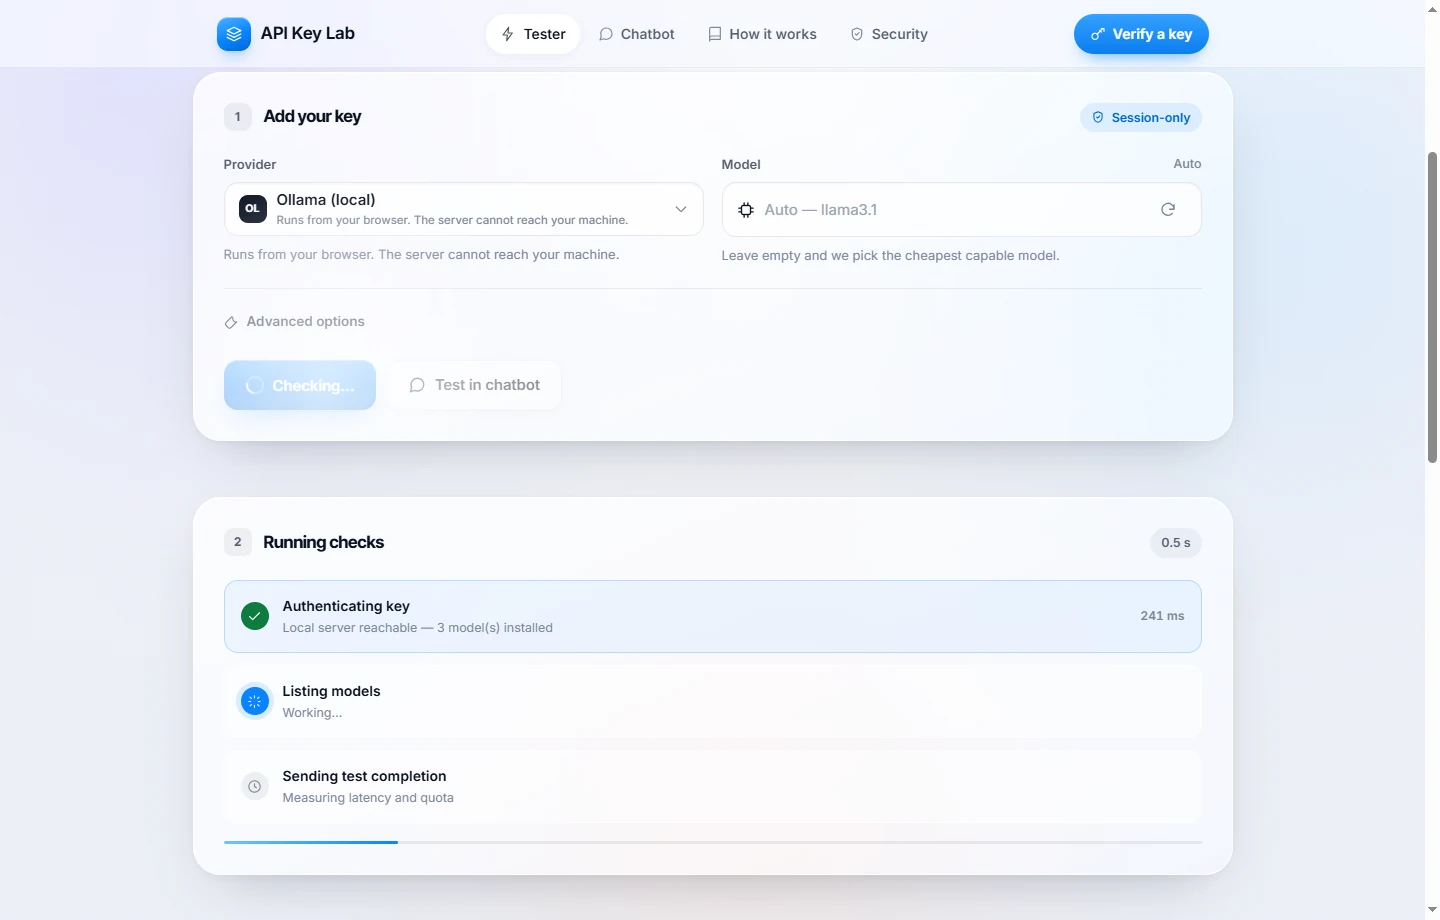 API Key Lab
Tester
Chatbot
How it works
Security
Verify a key
1
Add your key
Session-only
Provider
Model
Auto
OL
Ollama (local)
Runs from your browser. The server cannot reach your machine.
Auto — llama3.1
Runs from your browser. The server cannot reach your machine.
Leave empty and we pick the cheapest capable model.
Advanced options
Checking...
Test in chatbot
2
Running checks
0.5 s
Authenticating key
Local server reachable — 3 model(s) installed
241 ms
Listing models
Working...
Sending test completion
Measuring latency and quota